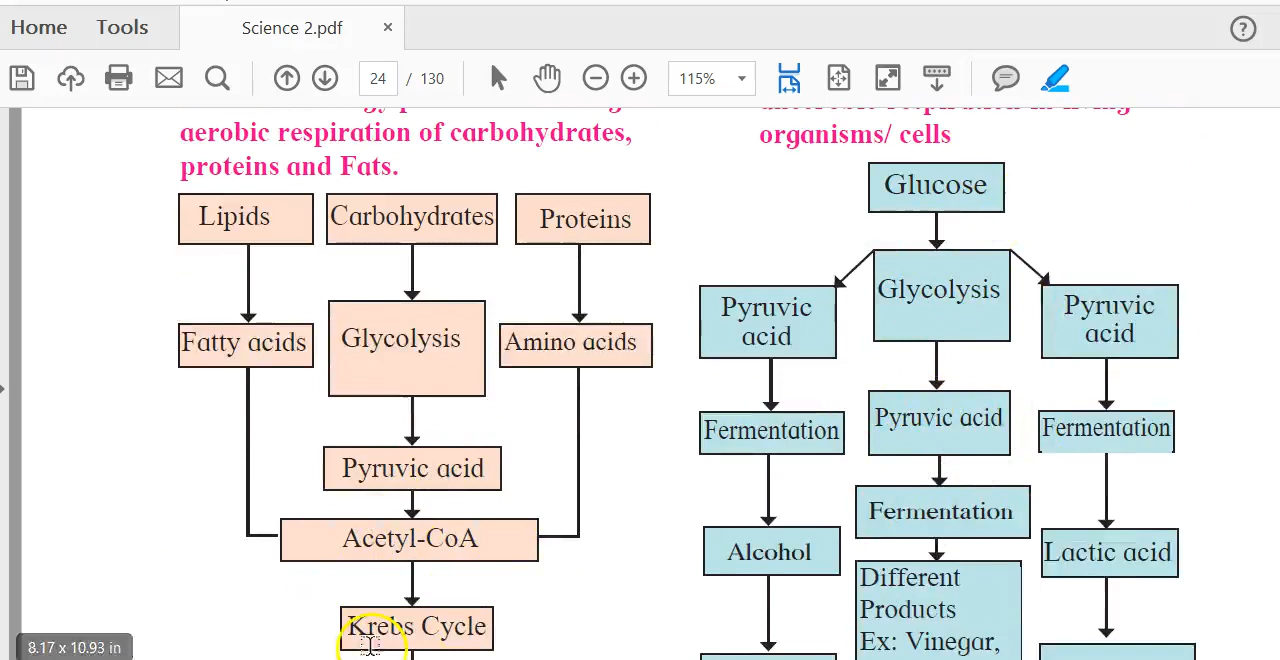 Home Tools Science 2.pdf ×
24 / 130 115%
aerobic respiration of carbohydrates,
proteins and Fats.
Lipids Carbohydrates Proteins
Fatty acids Glycolysis Amino acids
Pyruvic acid
Acetyl-CoA
Krebs Cycle
organisms/ cells
Glucose
Glycolysis
Pyruvic
acid
Pyruvic
acid
Fermentation
Pyruvic acid
Fermentation
Fermentation
Alcohol
Lactic acid
Different
Products
Ex: Vinegar,
8.17 x 10.93 in